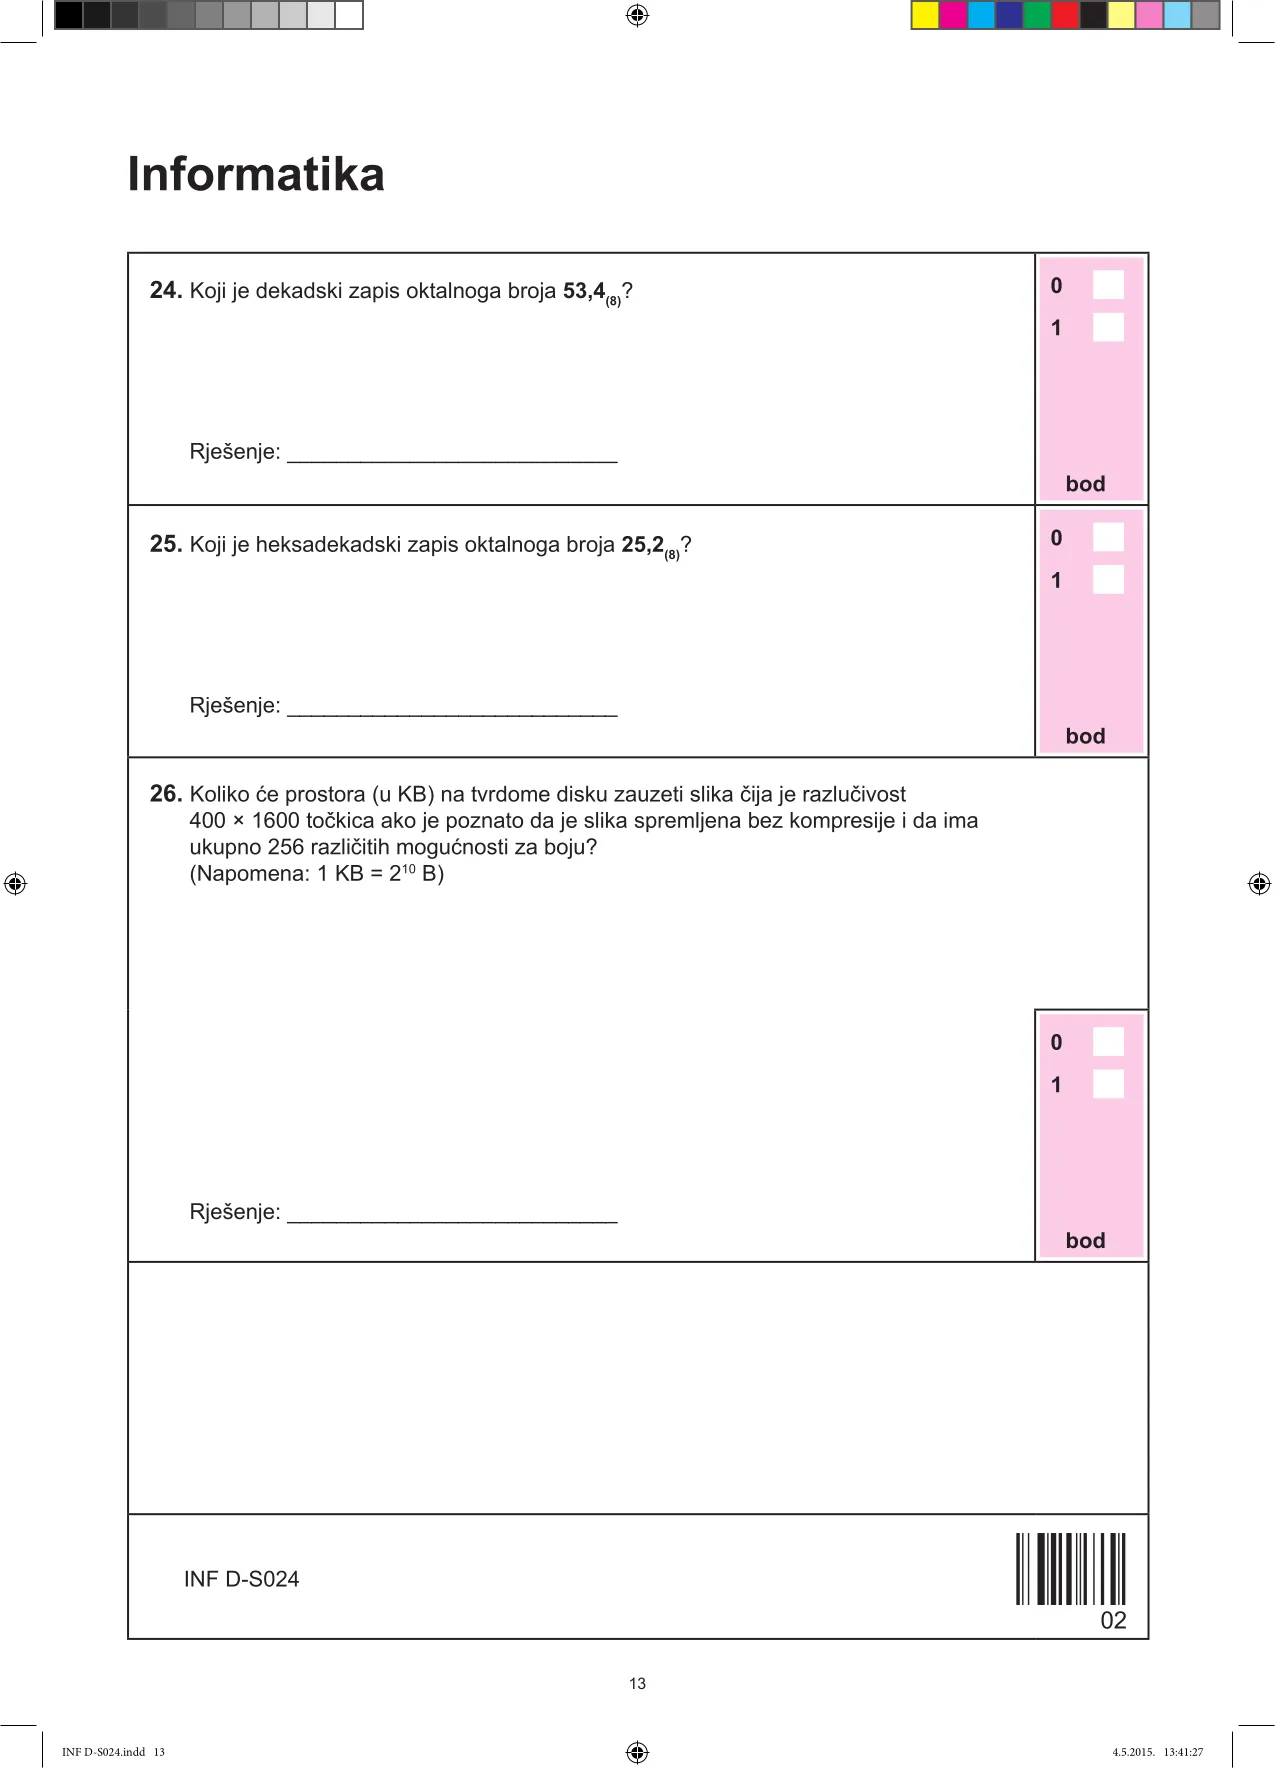 Informatika
24. Koji je dekadski zapis oktalnoga broja 53,4(8)?
0
1
Rješenje: ___________________________
bod
25. Koji je heksadekadski zapis oktalnoga broja 25,2(8)?
0
1
Rješenje: ___________________________
bod
26. Koliko će prostora (u KB) na tvrdome disku zauzeti slika čija je razlučivost
400 × 1600 točkica ako je poznato da je slika spremljena bez kompresije i da ima
ukupno 256 različitih mogućnosti za boju?
(Napomena: 1 KB = 2¹⁰ B)
0
1
Rješenje: ___________________________
bod
INF D-S024
02
13
INF D-S024.indd 13
4.5.2015. 13:41:27